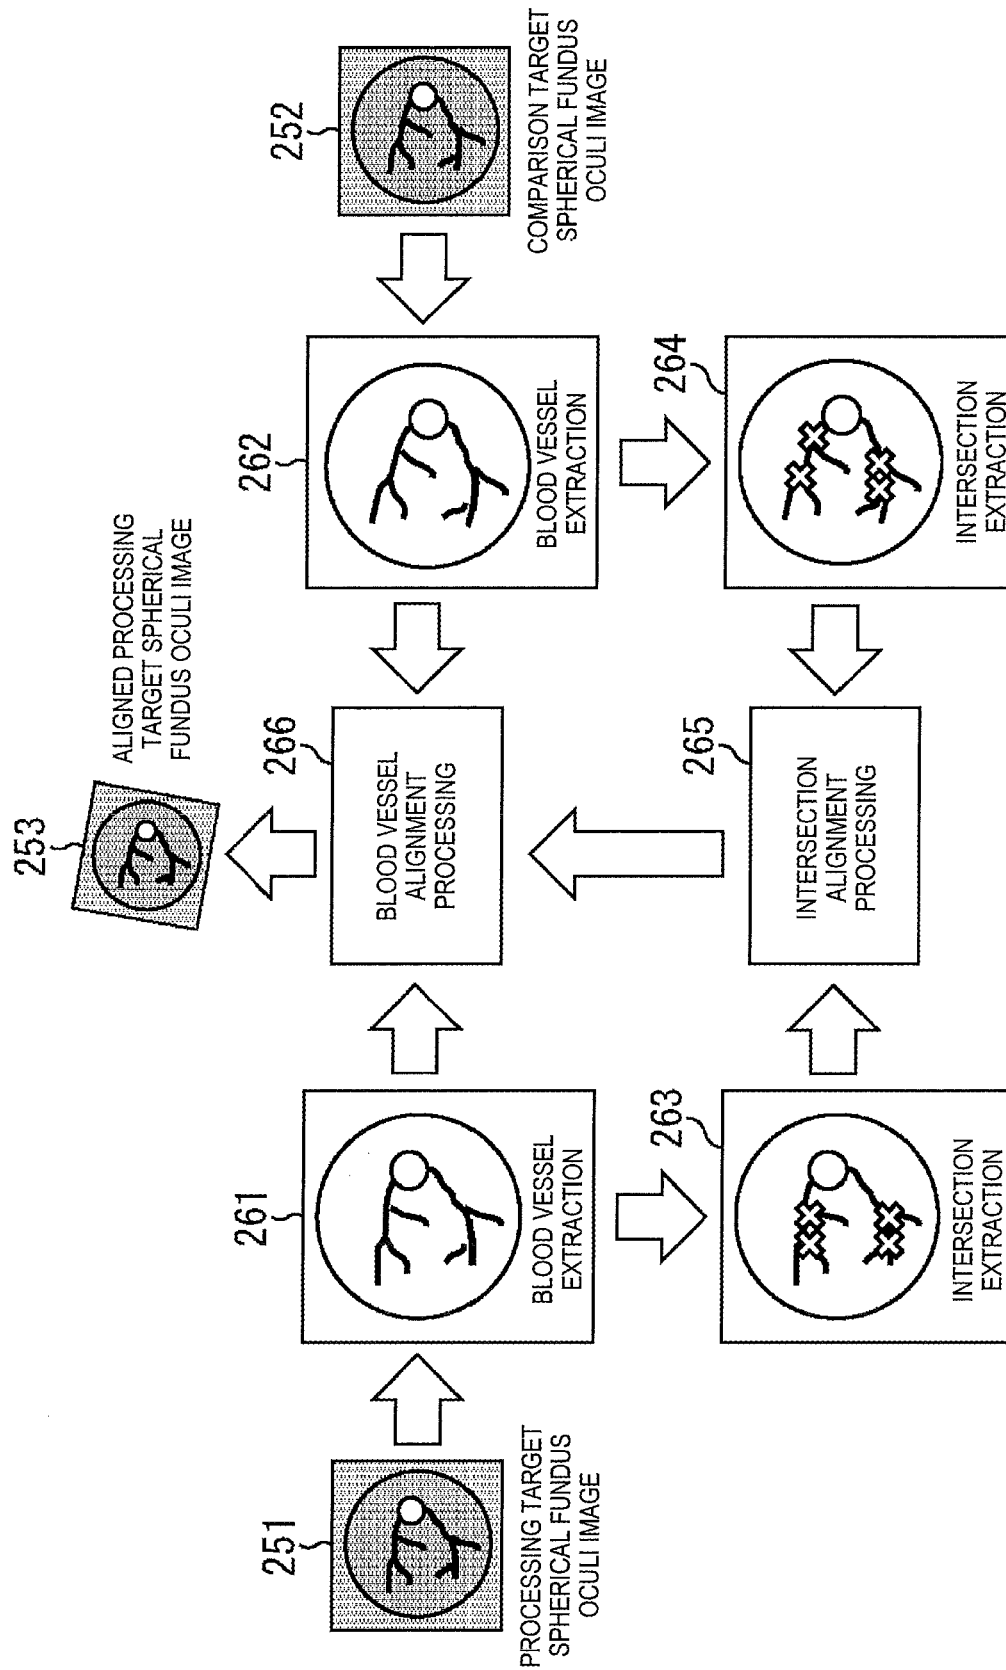 253
ALIGNED PROCESSING
TARGET SPHERICAL
FUNDUS OCULI IMAGE
251
PROCESSING TARGET
SPHERICAL FUNDUS
OCULI IMAGE
261
BLOOD VESSEL
EXTRACTION
266
BLOOD VESSEL
ALIGNMENT
PROCESSING
262
BLOOD VESSEL
EXTRACTION
252
COMPARISON TARGET
SPHERICAL FUNDUS
OCULI IMAGE
263
INTERSECTION
EXTRACTION
265
INTERSECTION
ALIGNMENT
PROCESSING
264
INTERSECTION
EXTRACTION